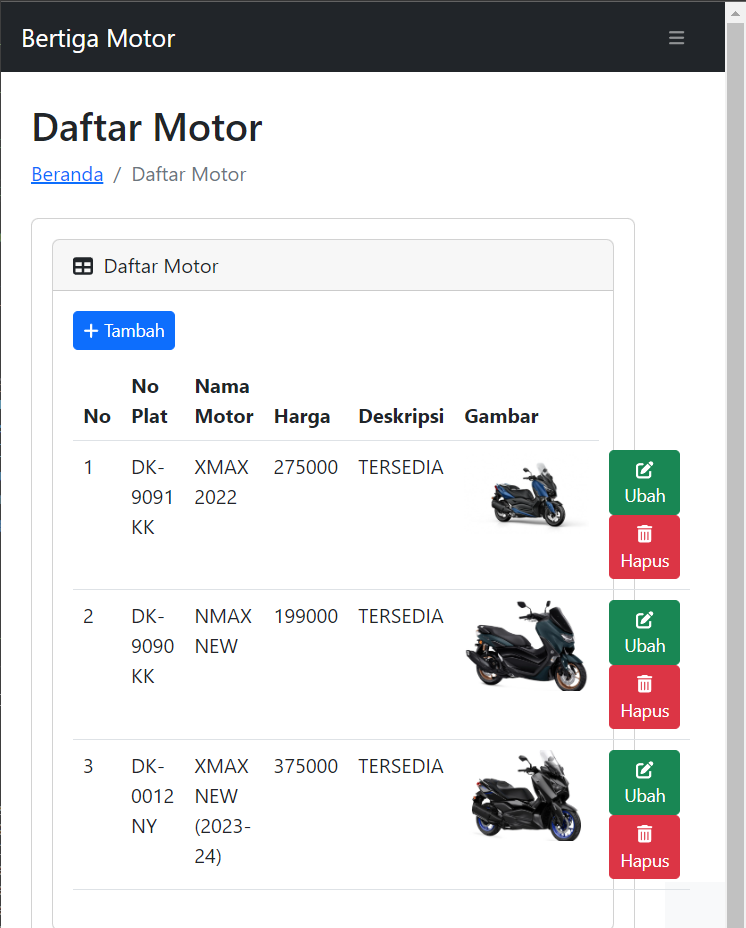 Bertiga Motor
Daftar Motor
Beranda / Daftar Motor
Daftar Motor
+ Tambah
No No Plat Nama Motor Harga Deskripsi Gambar
1 DK-9091 KK XMAX 2022 275000 TERSEDIA Ubah
Hapus
2 DK-9090 KK NMAX NEW 199000 TERSEDIA Ubah
Hapus
3 DK-0012 NY XMAX NEW (2023-24) 375000 TERSEDIA Ubah
Hapus